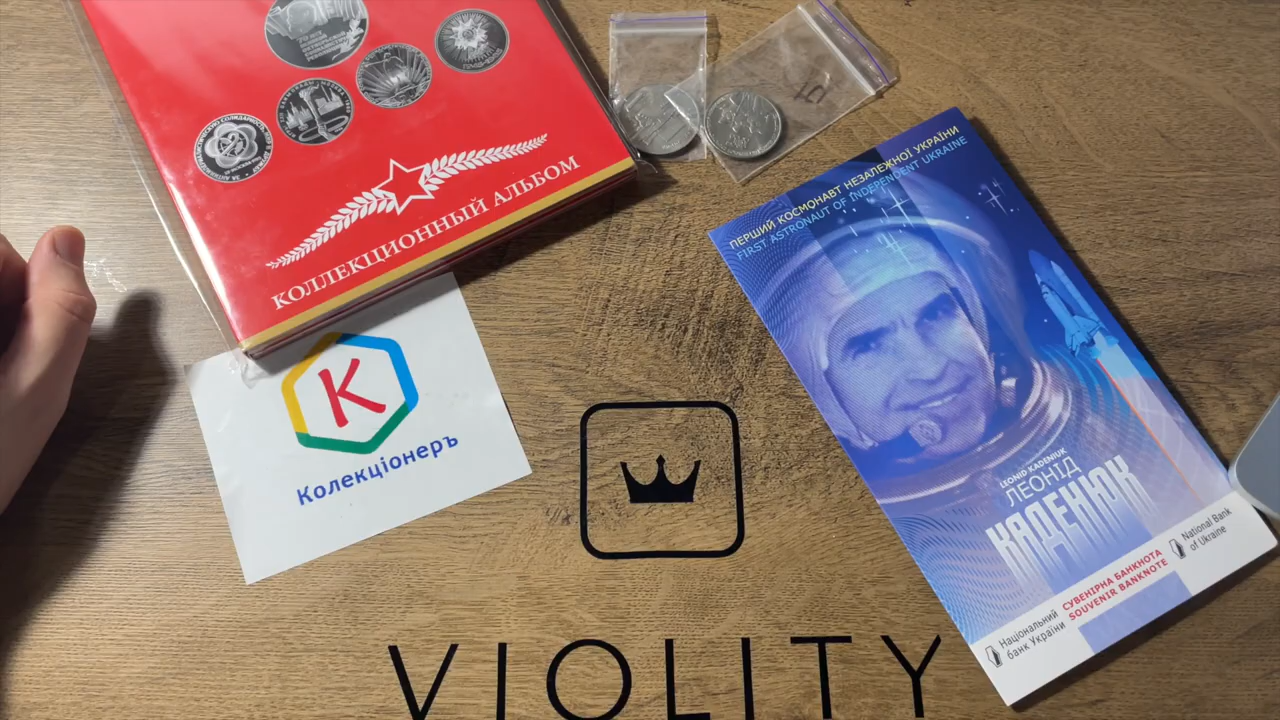 КОЛЛЕКЦИОННЫЙ АЛЬБОМ
К
Колекціонеръ
ПЕРШИЙ КОСМОНАВТ НЕЗАЛЕЖНОЇ УКРАЇНИ
FIRST ASTRONAUT OF INDEPENDENT UKRAINE
LEONID KADENIUK
ЛЕОНІД
КАДЕНЮК
Національний
банк України
СУВЕНІРНА БАНКНОТА
SOUVENIR BANKNOTE
National Bank
of Ukraine
VIOLITY